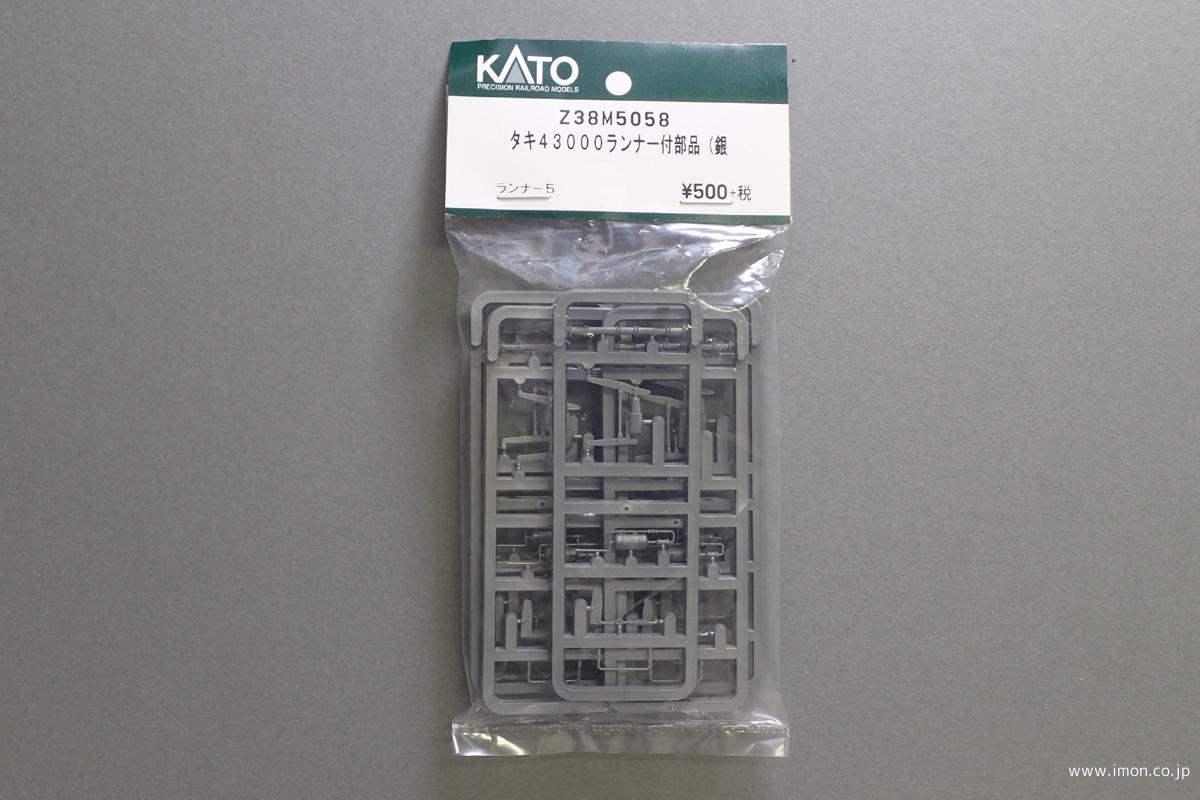 KATO
PRECISION RAILROAD MODELS
Z38M5058
タキ43000ランナー付部品（銀
ランナー5
¥500+税
www.imon.co.jp